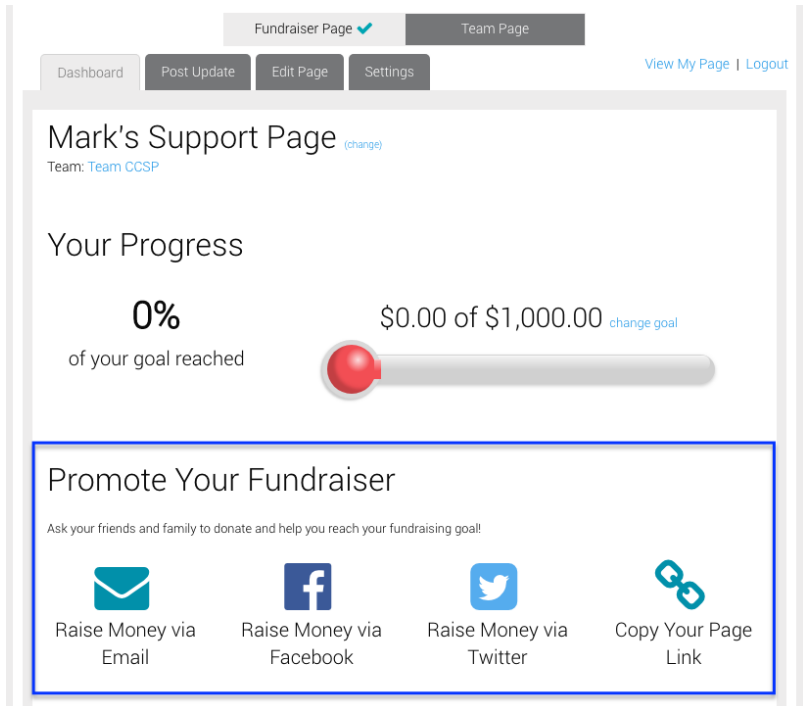 Fundraiser Page
Team Page
Dashboard
Post Update
Edit Page
Settings
View My Page | Logout
Mark's Support Page (change)
Team: Team CCSP
Your Progress
0%
$0.00 of $1,000.00 change goal
of your goal reached
Promote Your Fundraiser
Ask your friends and family to donate and help you reach your fundraising goal!
Raise Money via
Email
Raise Money via
Facebook
Raise Money via
Twitter
Copy Your Page
Link